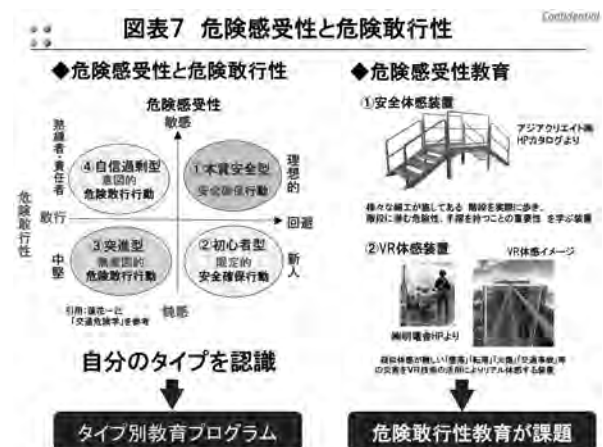 Confidential
図表7 危険感受性と危険敢行性
◆危険感受性と危険敢行性
危険感受性
敏感
熟練者・責任者
④自信過剰型
意図的
危険敢行行動
①本質安全型
安全確保行動
理想的
危険敢行性
敢行
回避
中堅
③突進型
無意図的
危険敢行行動
②初心者型
限定的
安全確保行動
新人
鈍感
引用:蓮花一己
「交通危険学」を参考
自分のタイプを認識
タイプ別教育プログラム
◆危険感受性教育
①安全体感装置
アジアクリエイト㈱
HPカタログより
様々な細工が施してある 階段を実際に歩き、
階段に潜む危険性、手摺を持つことの重要性 を学ぶ装置
②VR体感装置
VR体感イメージ
㈱明電舎HPより
疑似体感が難しい「墜落」「転落」「火傷」「交通事故」等
の災害をVR技術の活用によりリアル体感する装置
危険敢行性教育が課題